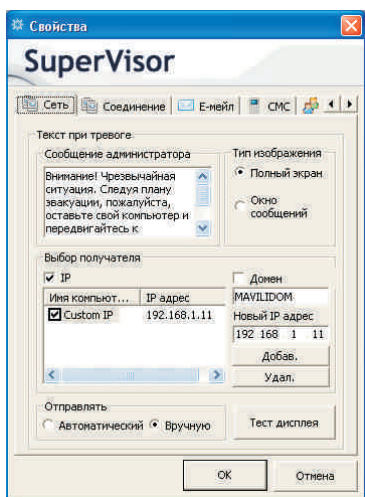 Свойства
SuperVisor
Сеть Соединение Е-мейл СМС
Текст при тревоге
Сообщение администратора
Внимание! Чрезвычайная
ситуация. Следуя плану
эвакуации, пожалуйста,
оставьте свой компьютер и
передвигайтесь к
Тип изображения
Полный экран
Окно
сообщений
Выбор получателя
IP
Имя компьют... IP адрес
Custom IP 192.168.1.11
Домен
MAVILIDOM
Новый IP адрес
192 168 1 11
Добав.
Удал.
Отправлять
Автоматический Вручную
Тест дисплея
ОК Отмена